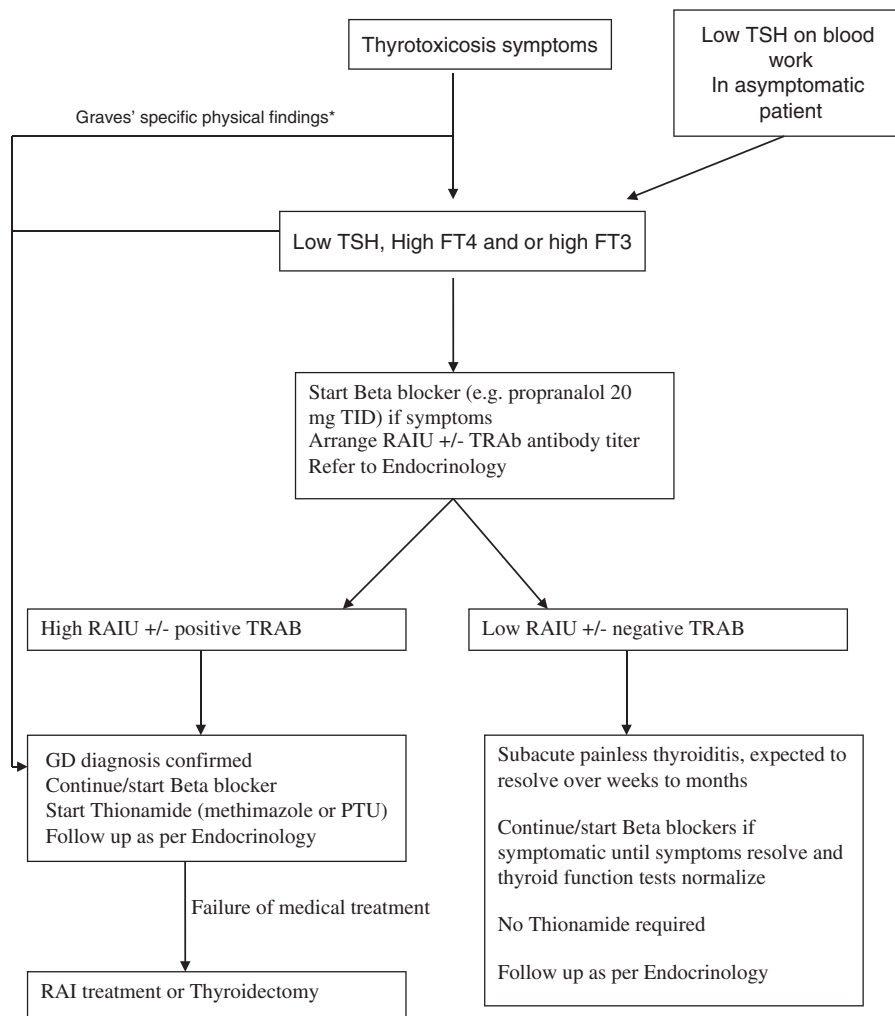 Thyrotoxicosis symptoms
Low TSH on blood
work
In asymptomatic
patient
Graves' specific physical findings*
Low TSH, High FT4 and or high FT3
Start Beta blocker (e.g. propranalol 20
mg TID) if symptoms
Arrange RAIU +/- TRAb antibody titer
Refer to Endocrinology
High RAIU +/- positive TRAB
Low RAIU +/- negative TRAB
GD diagnosis confirmed
Continue/start Beta blocker
Start Thionamide (methimazole or PTU)
Follow up as per Endocrinology
Subacute painless thyroiditis, expected to
resolve over weeks to months
Continue/start Beta blockers if
symptomatic until symptoms resolve and
thyroid function tests normalize
No Thionamide required
Follow up as per Endocrinology
Failure of medical treatment
RAI treatment or Thyroidectomy